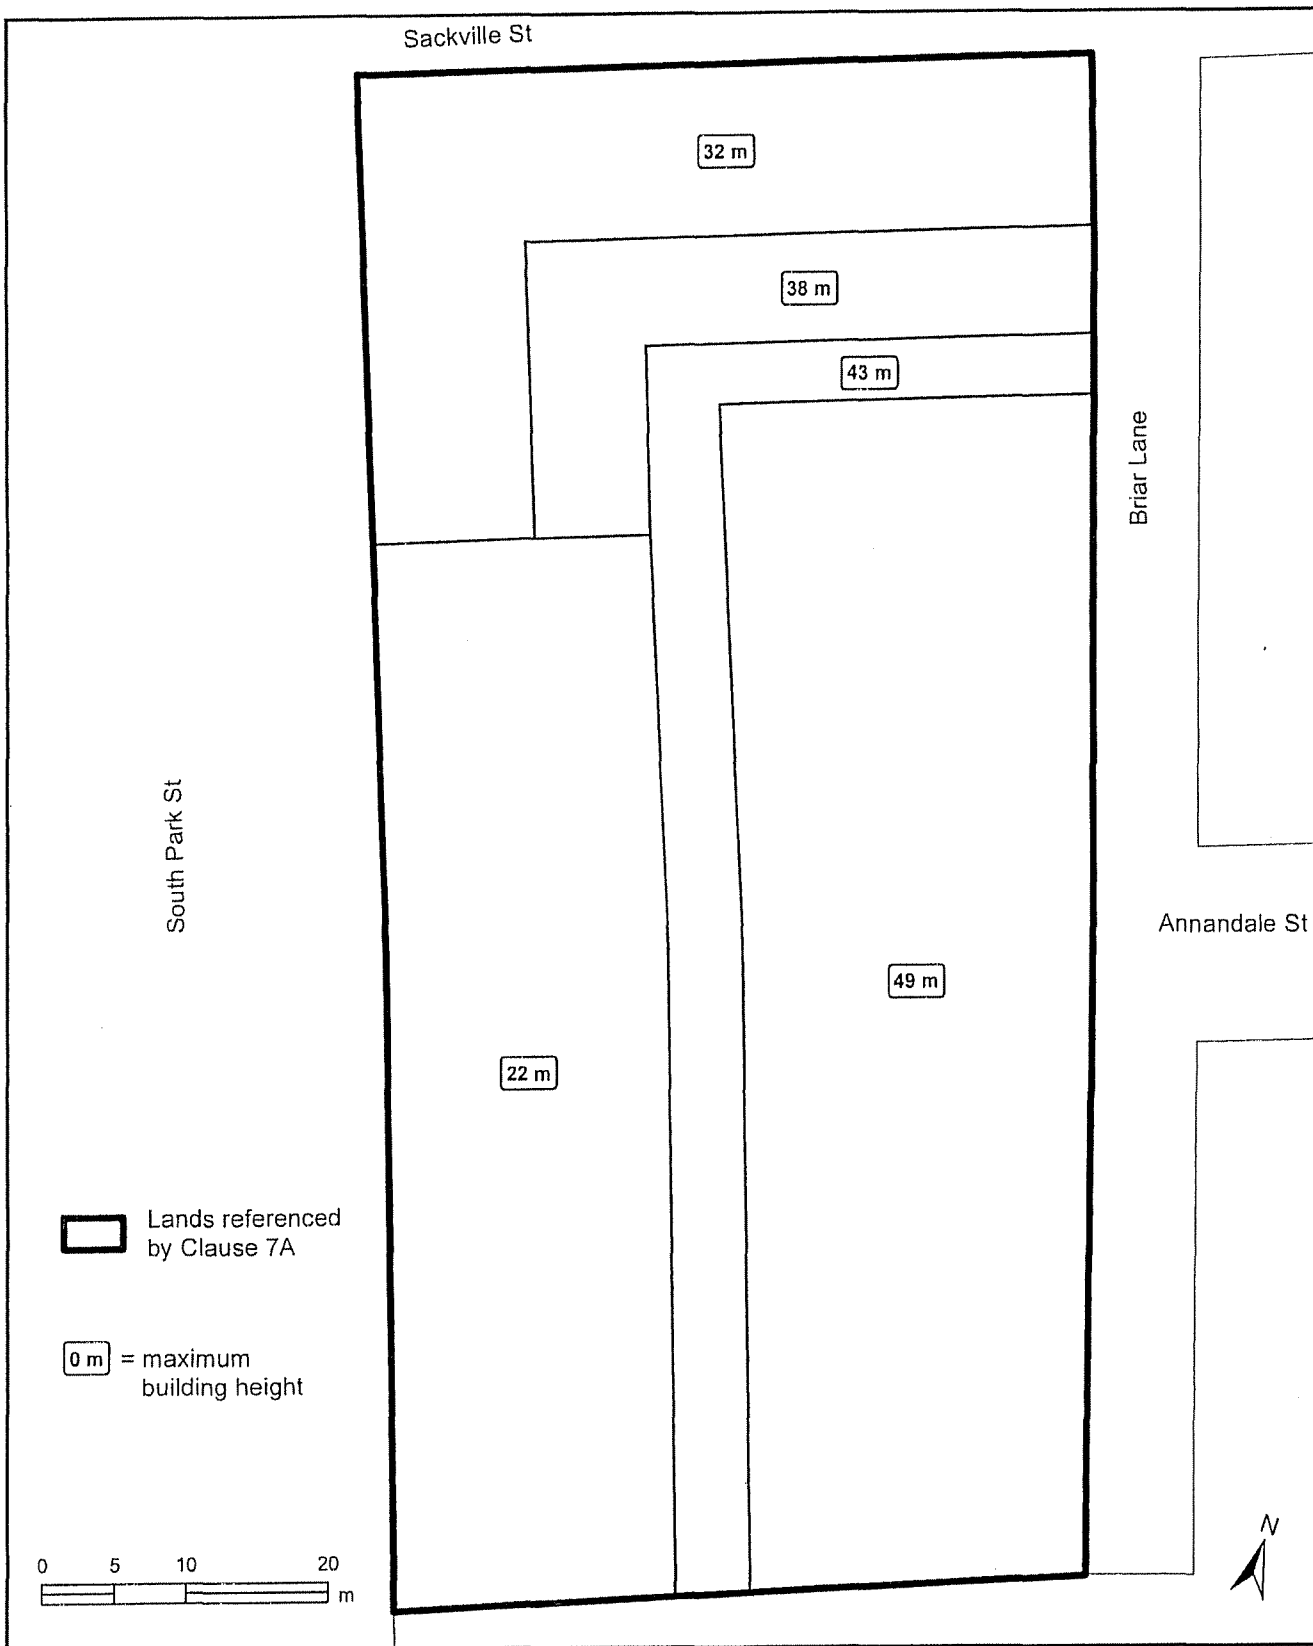 Sackville St
32 m
38 m
43 m
Briar Lane
South Park St
Annandale St
49 m
22 m
Lands referenced
by Clause 7A
0 m = maximum
building height
0 5 10 20
m
N